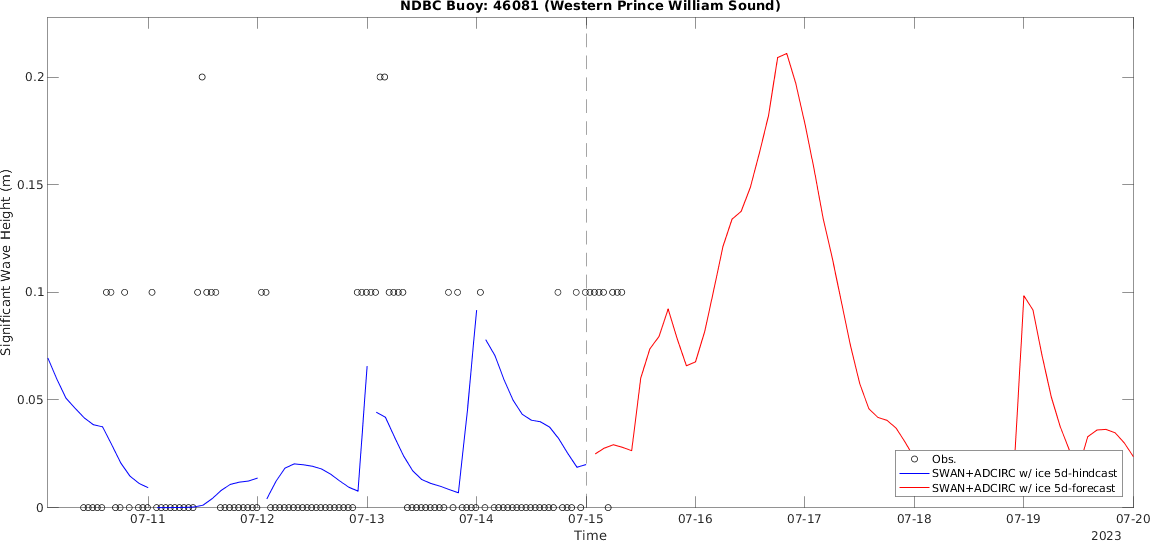 NDBC Buoy: 46081 (Western Prince William Sound)
Significant Wave Height (m)
0.2
0.15
0.1
0.05
0
07-11
07-12
07-13
07-14
07-15
07-16
07-17
07-18
07-19
07-20
Time
2023
Obs.
SWAN+ADCIRC w/ ice 5d-hindcast
SWAN+ADCIRC w/ ice 5d-forecast